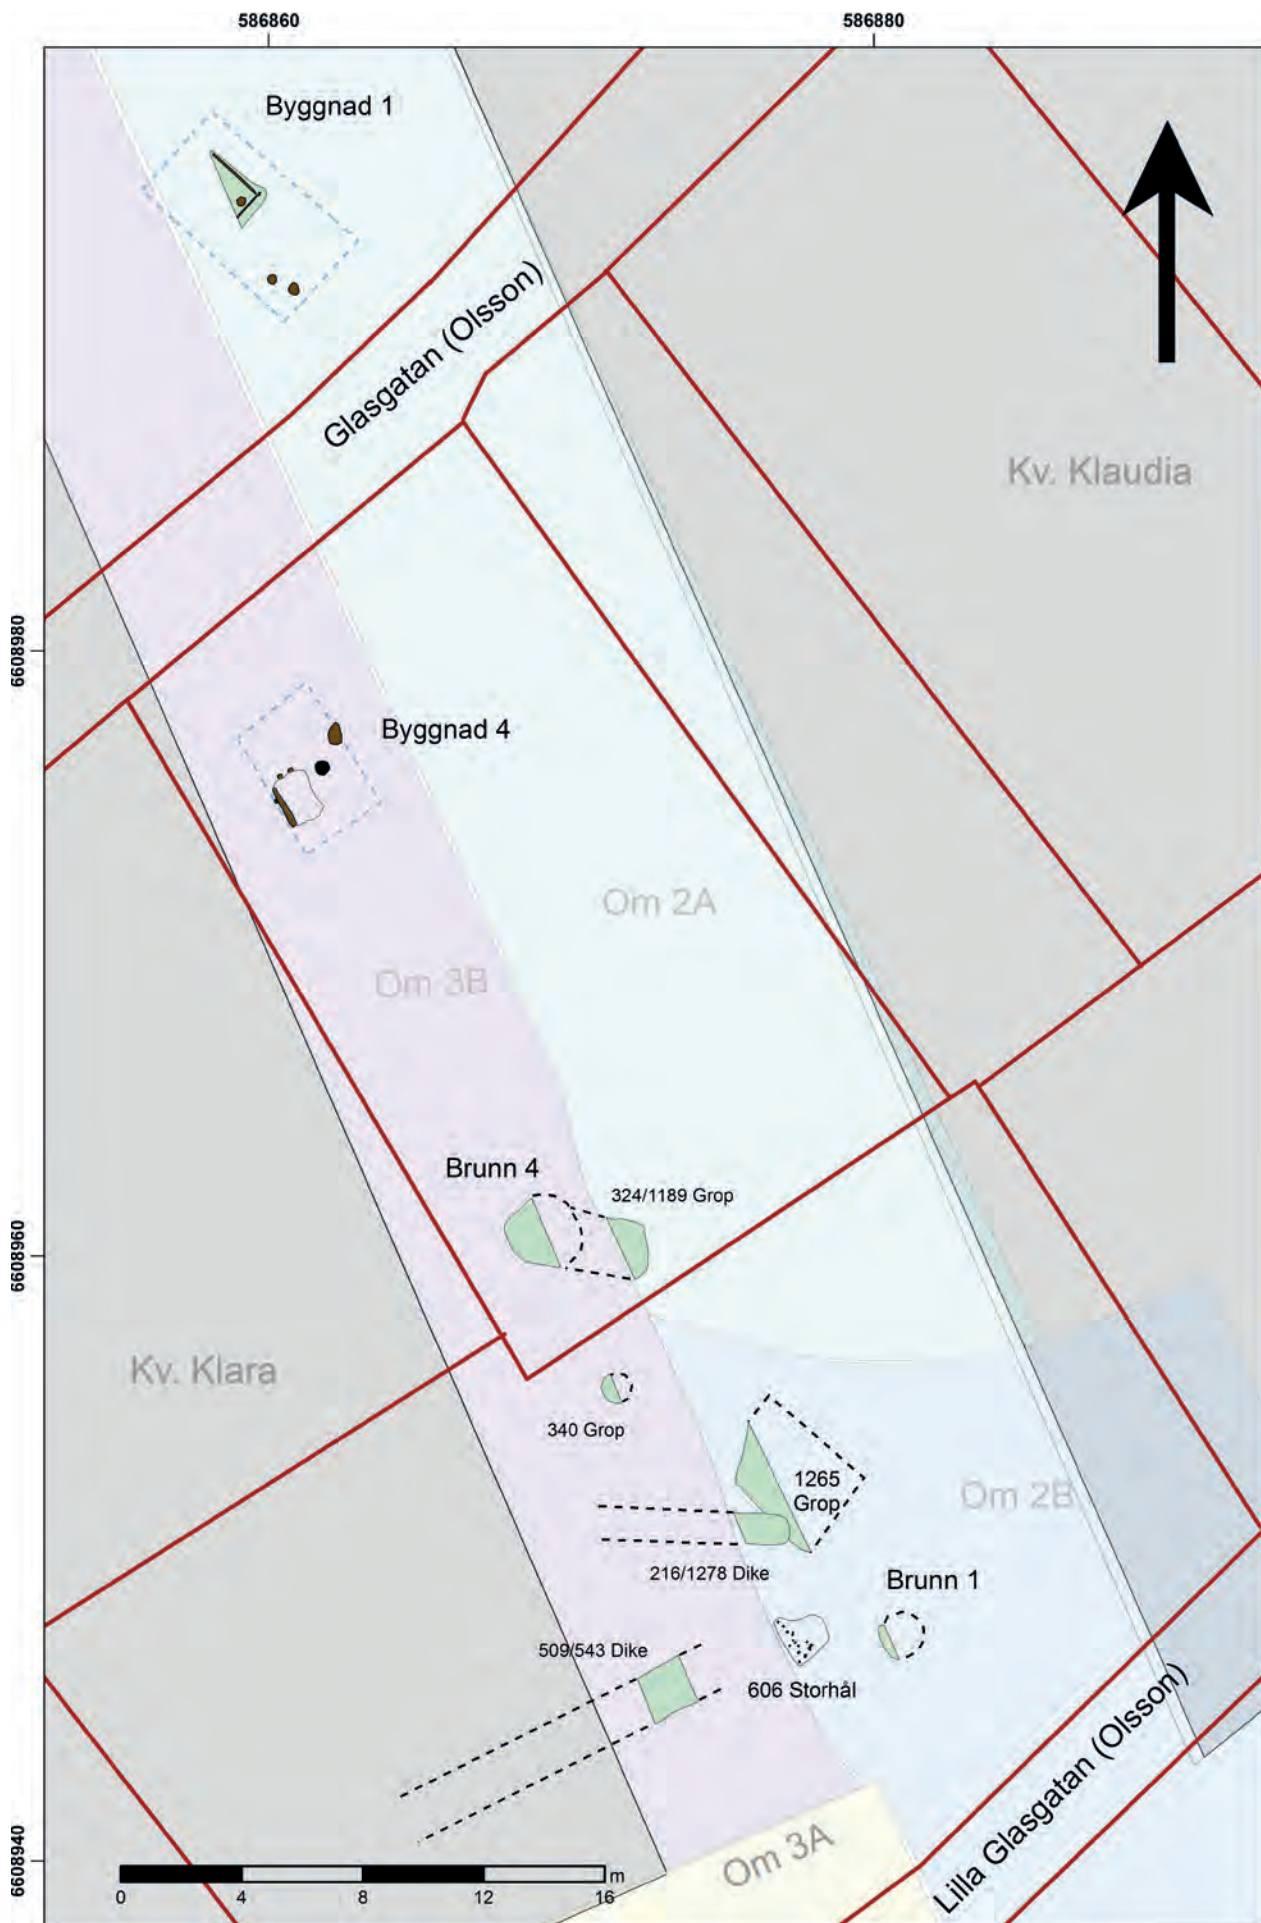 586860
586880
Byggnad 1
Glasgatan (Olsson)
Kv. Klaudia
6608980
Byggnad 4
Om 2A
Om 3B
Brunn 4
324/1189 Grop
6608960
Kv. Klara
340 Grop
1265
Grop
Om 2B
216/1278 Dike
Brunn 1
509/543 Dike
606 Storhål
Lilla Glasgatan (Olsson)
Om 3A
6608940
m
0
4
8
12
16